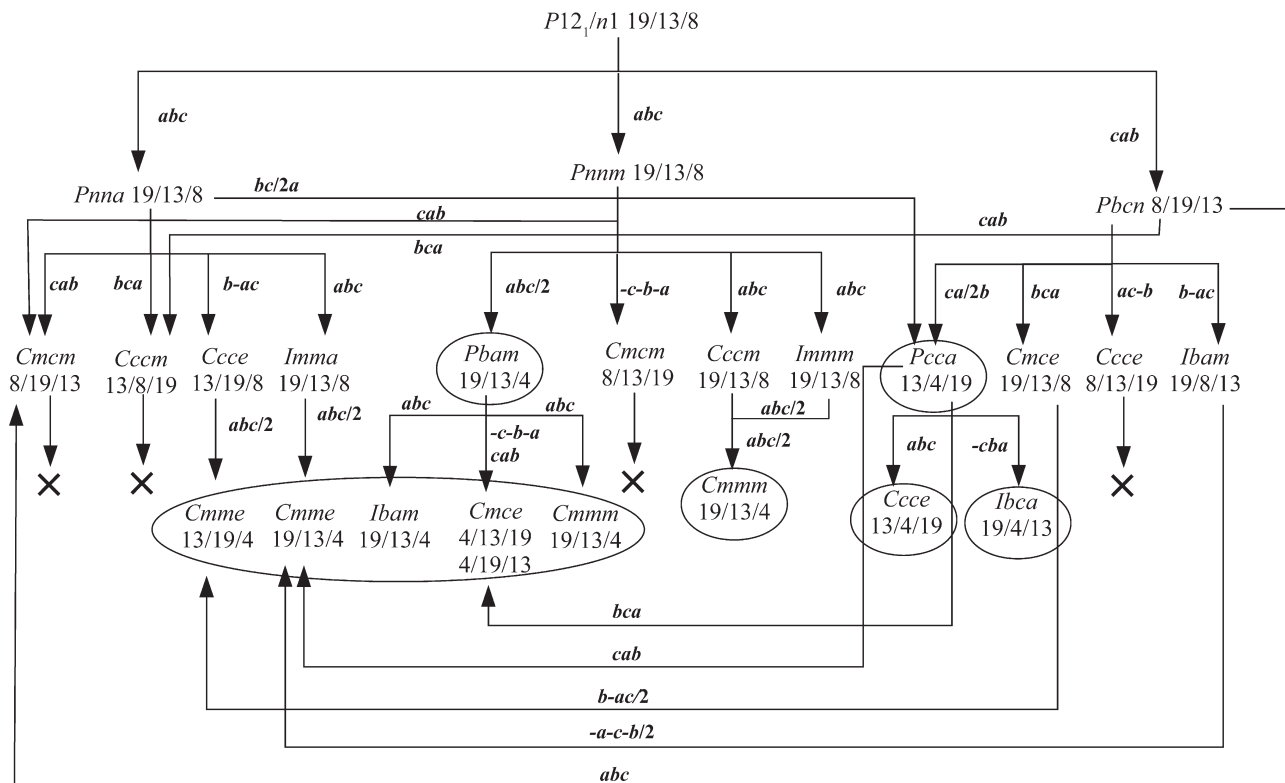 P12₁/n1 19/13/8
abc
abc
cab
Pnna 19/13/8
bc/2a
Pnnm 19/13/8
Pbcn 8/19/13
cab
cab
bca
cab
bca
b-ac
abc
abc/2
-c-b-a
abc
abc
ca/2b
bca
ac-b
b-ac
Cmcm
8/19/13
Cccm
13/8/19
Ccce
13/19/8
Imma
19/13/8
Pbam
19/13/4
Cmcm
8/13/19
Cccm
19/13/8
Immm
19/13/8
Pcca
13/4/19
Cmce
19/13/8
Ccce
8/13/19
Ibam
19/8/13
abc/2
abc/2
abc
-c-b-a
cab
abc
abc/2
abc/2
abc
-cba
Cmme
13/19/4
Cmme
19/13/4
Ibam
19/13/4
Cmce
4/13/19
4/19/13
Cmmm
19/13/4
Cmmm
19/13/4
Ccce
13/4/19
Ibca
19/4/13
bca
cab
b-ac/2
-a-c-b/2
abc